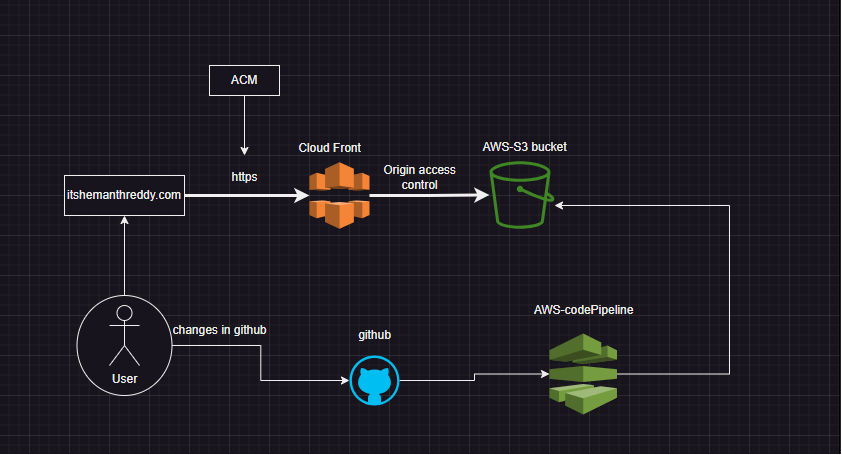 ACM
Cloud Front
AWS-S3 bucket
https
Origin access
control
itshemanthreddy.com
AWS-codePipeline
changes in github
github
User